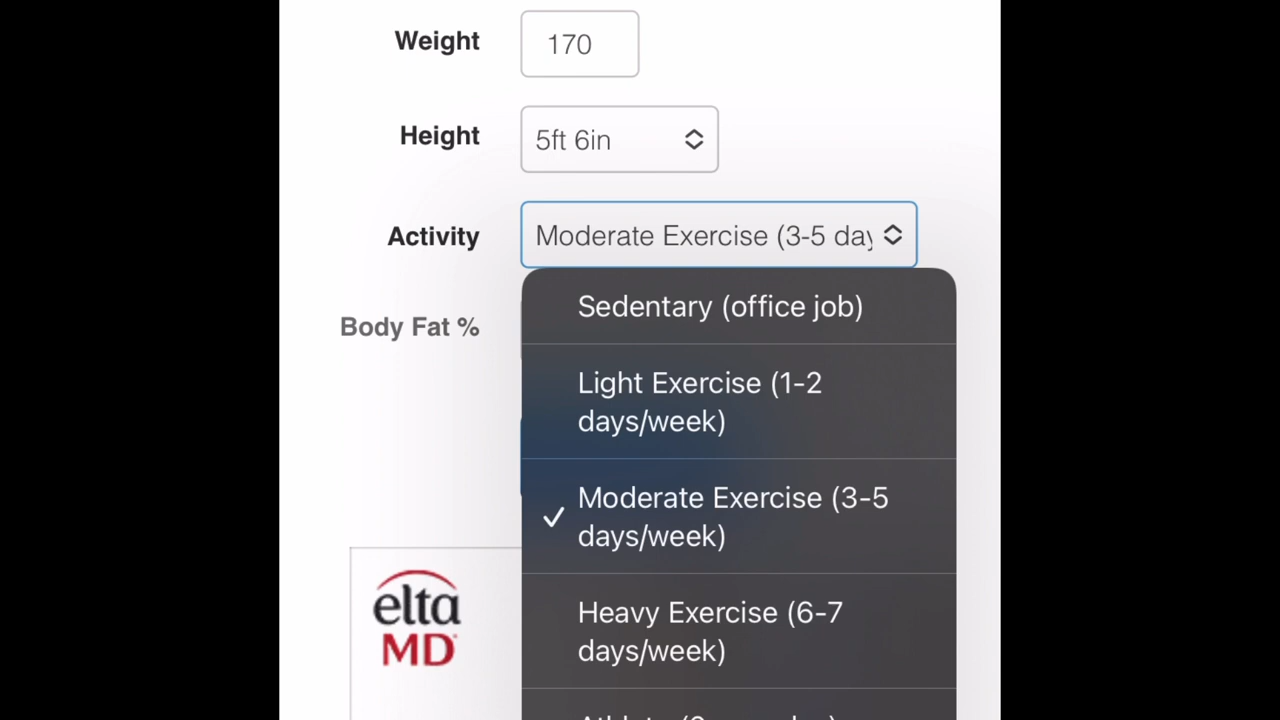 Weight 170
Height 5ft 6in
Activity Moderate Exercise (3-5 day
Sedentary (office job)
Body Fat %
Light Exercise (1-2
days/week)
Moderate Exercise (3-5
days/week)
elta
MD
Heavy Exercise (6-7
days/week)